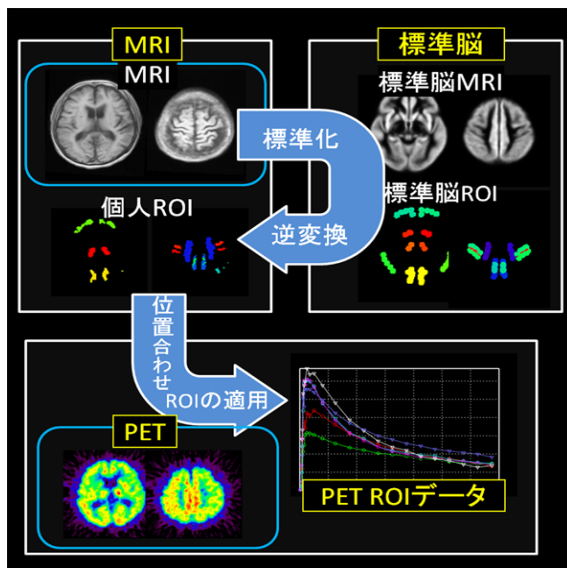 MRI
MRI
標準脳
標準脳MRI
標準化
個人ROI
標準脳ROI
逆変換
位置合わせ
ROIの適用
PET
PET ROIデータ